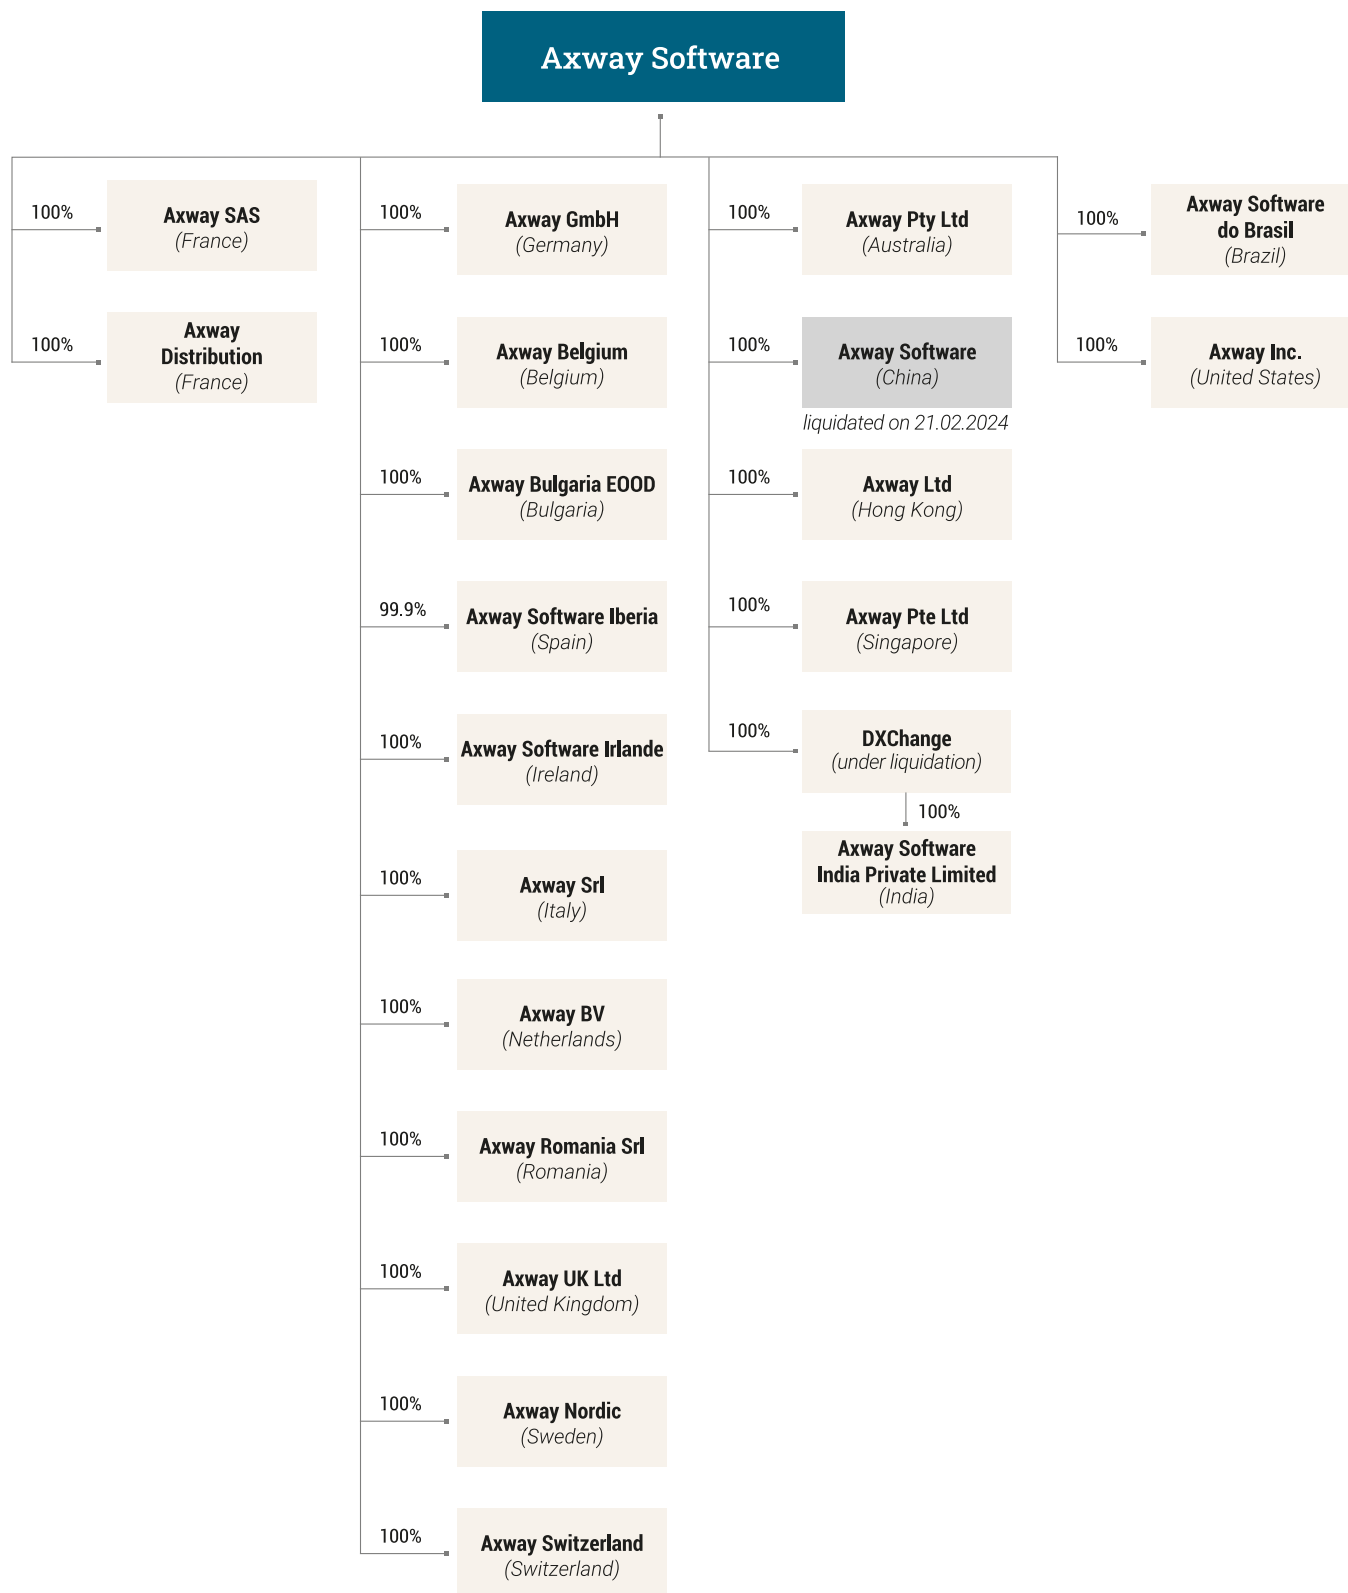 Axway Software
100%
Axway SAS
(France)
100%
Axway
Distribution
(France)
100%
Axway GmbH
(Germany)
100%
Axway Belgium
(Belgium)
100%
Axway Bulgaria EOOD
(Bulgaria)
99.9%
Axway Software Iberia
(Spain)
100%
Axway Software Irlande
(Ireland)
100%
Axway Srl
(Italy)
100%
Axway BV
(Netherlands)
100%
Axway Romania Srl
(Romania)
100%
Axway UK Ltd
(United Kingdom)
100%
Axway Nordic
(Sweden)
100%
Axway Switzerland
(Switzerland)
100%
Axway Pty Ltd
(Australia)
100%
Axway Software
(China)
liquidated on 21.02.2024
100%
Axway Ltd
(Hong Kong)
100%
Axway Pte Ltd
(Singapore)
100%
DXChange
(under liquidation)
100%
Axway Software
India Private Limited
(India)
100%
Axway Software
do Brasil
(Brazil)
100%
Axway Inc.
(United States)